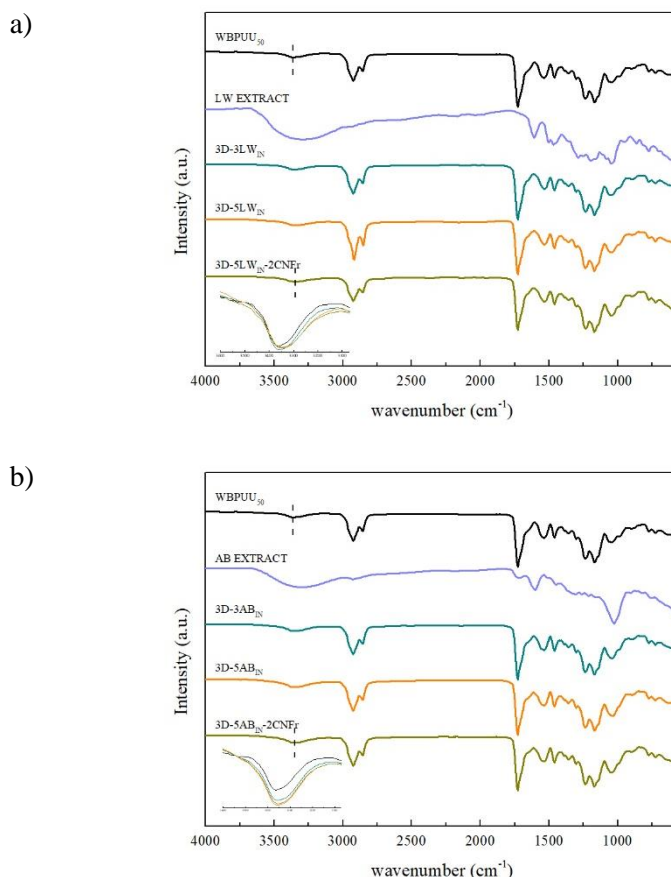 a)
WBPUU50
LW EXTRACT
3D-3LWIN
3D-5LWIN
3D-5LWIN-2CNFr
Intensity (a.u.)
4000 3500 3000 2500 2000 1500 1000
wavenumber (cm-1)
b)
WBPUU50
AB EXTRACT
3D-3ABIN
3D-5ABIN
3D-5ABIN-2CNFr
Intensity (a.u.)
4000 3500 3000 2500 2000 1500 1000
wavenumber (cm-1)